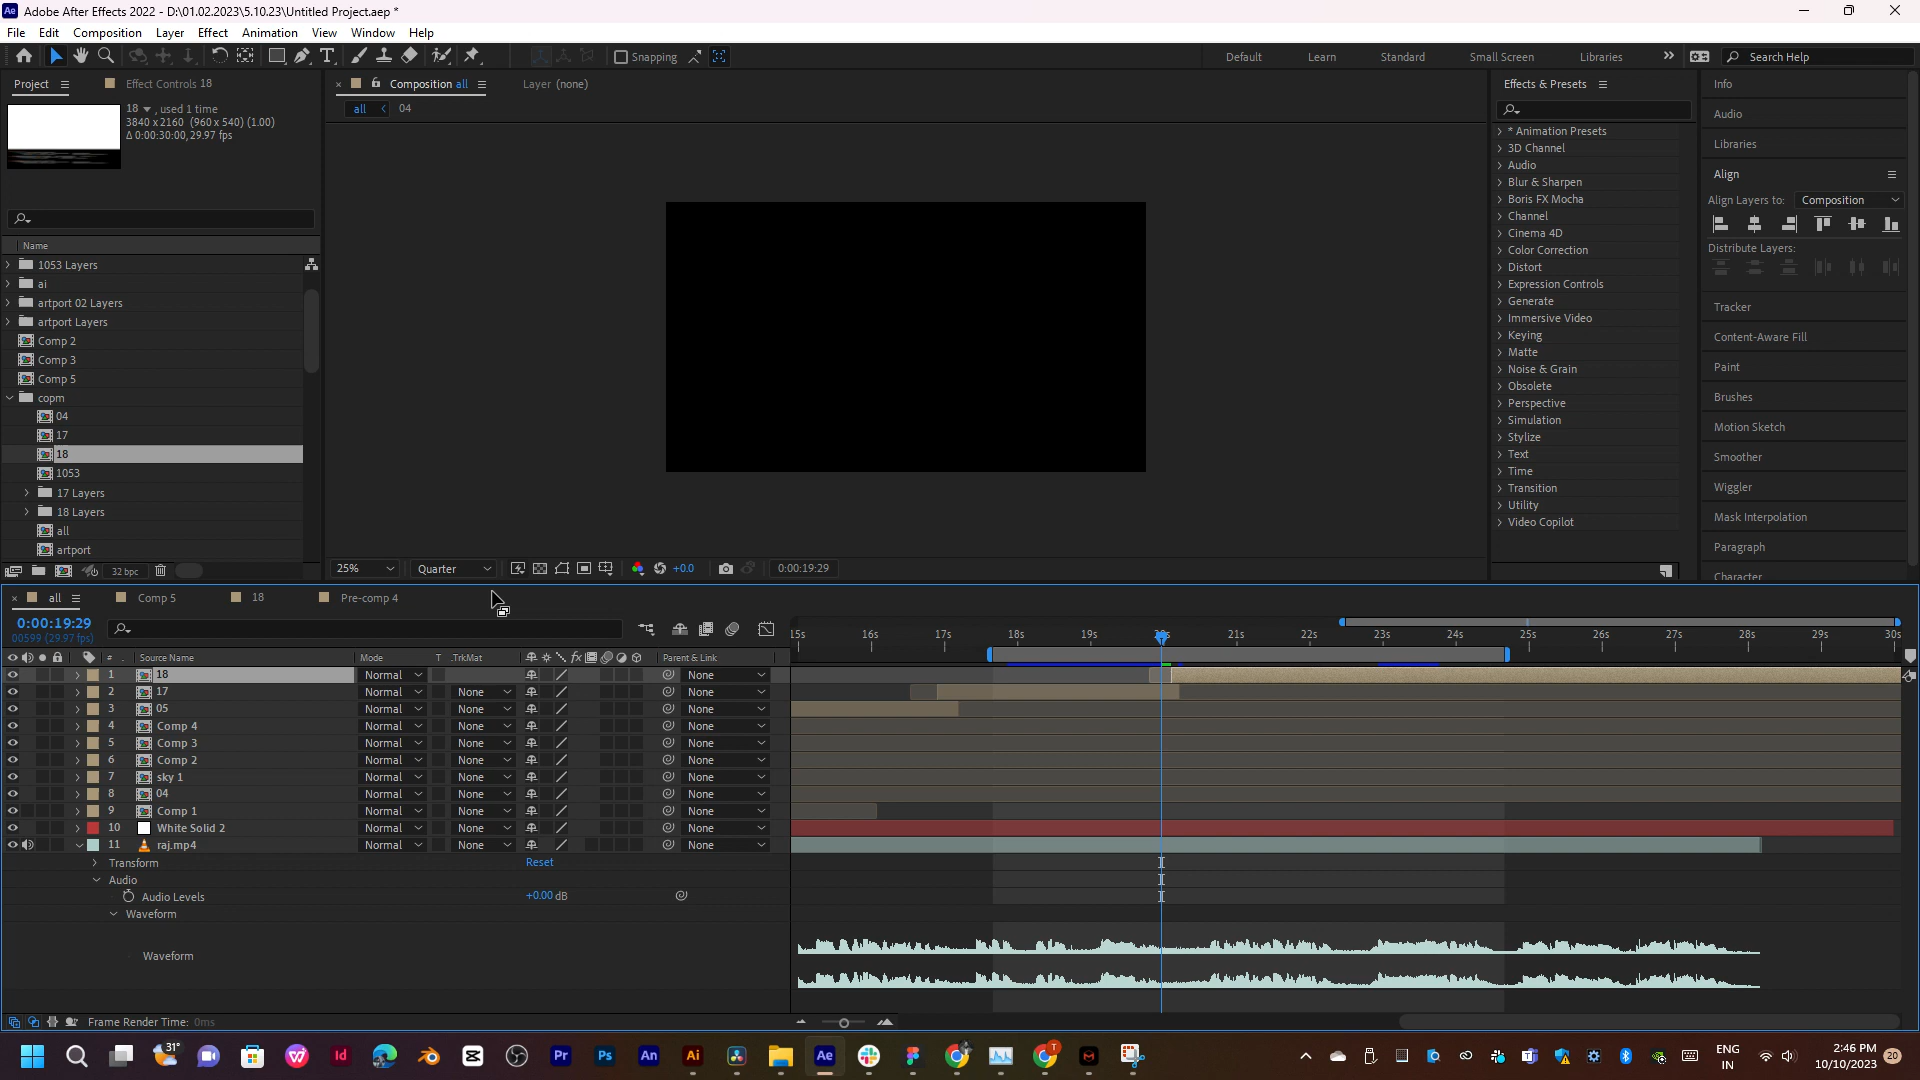 Adobe After Effects 2022 - D:\01.02.2023\5.10.23\Untitled Project.aep *
File Edit Composition Layer Effect Animation View Window Help
Snapping
Default Learn Standard Small Screen Libraries Search Help
Project Effect Controls 18
Composition all Layer (none)
18 , used 1 time
3840 x 2160 (960 x 540) (1.00)
Δ 0:00:30:00, 29.97 fps
all 04
Name
1053 Layers
ai
artport 02 Layers
artport Layers
Comp 2
Comp 3
Comp 5
copm
04
17
18
1053
17 Layers
18 Layers
all
artport
32 bpc
25% Quarter +0.0 0:00:19:29
Effects & Presets
* Animation Presets
3D Channel
Audio
Blur & Sharpen
Boris FX Mocha
Channel
Cinema 4D
Color Correction
Distort
Expression Controls
Generate
Immersive Video
Keying
Matte
Noise & Grain
Obsolete
Perspective
Simulation
Stylize
Text
Time
Transition
Utility
Video Copilot
Info
Audio
Libraries
Align
Align Layers to: Composition
Distribute Layers:
Tracker
Content-Aware Fill
Paint
Brushes
Motion Sketch
Smoother
Wiggler
Mask Interpolation
Paragraph
Character
all Comp 5 18 Pre-comp 4
0:00:19:29
00599 (29.97 fps)
15s 16s 17s 18s 19s 21s 22s 23s 24s 25s 26s 27s 28s 29s 30s
# Source Name Mode T .TrkMat fx Parent & Link
1 18 Normal None
2 17 Normal None None
3 05 Normal None None
4 Comp 4 Normal None None
5 Comp 3 Normal None None
6 Comp 2 Normal None None
7 sky 1 Normal None None
8 04 Normal None None
9 Comp 1 Normal None None
10 White Solid 2 Normal None None
11 raj.mp4 Normal None None
Transform Reset
Audio
Audio Levels +0.00 dB
Waveform
Waveform
Frame Render Time: 0ms
31° Id Pr Ps An Ai Ae T
ENG
IN
2:46 PM
10/10/2023
20